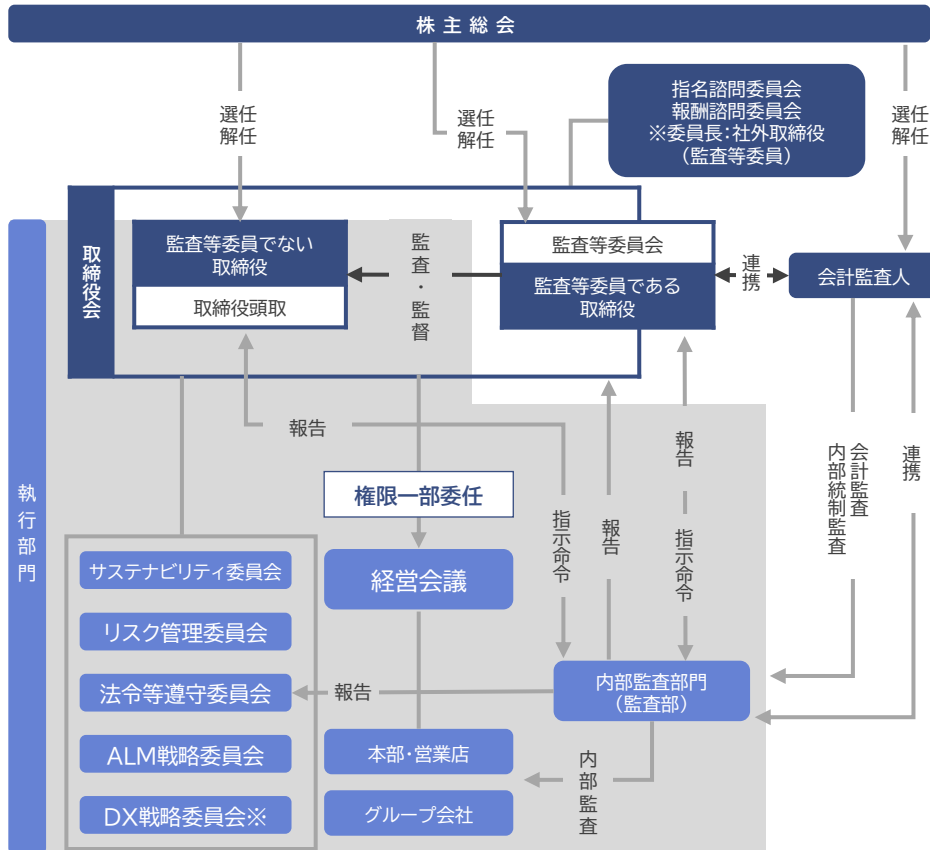 株主総会
選任
解任
選任
解任
指名諮問委員会
報酬諮問委員会
※委員長:社外取締役
(監査等委員)
選任
解任
取締役会
監査等委員でない
取締役
取締役頭取
監査・監督
監査等委員会
監査等委員である
取締役
連携
会計監査人
執行部門
報告
権限一部委任
経営会議
指示命令
報告
報告
指示命令
会計監査
内部統制監査
連携
サステナビリティ委員会
リスク管理委員会
法令等遵守委員会
ALM戦略委員会
DX戦略委員会※
報告
内部監査部門
(監査部)
本部・営業店
グループ会社
内部監査